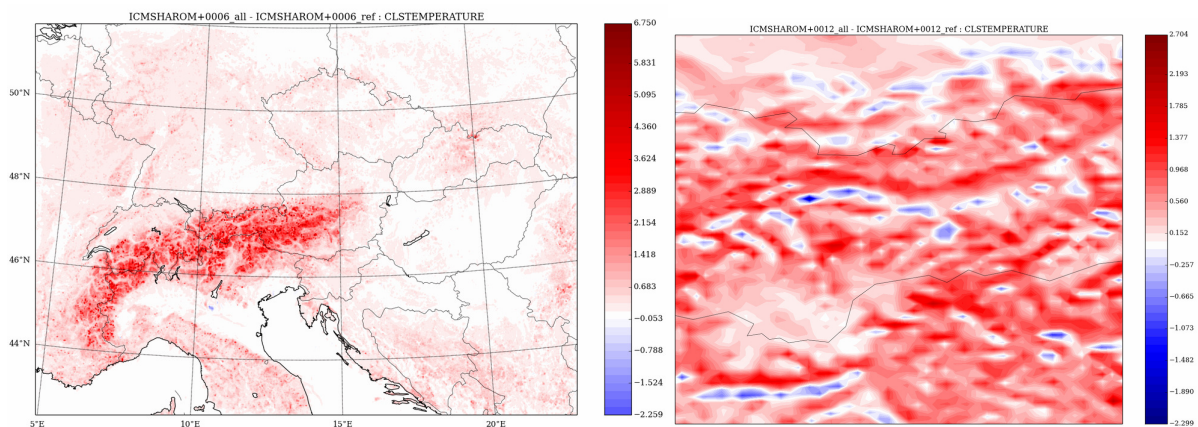 ICMSHAROM+0006_all - ICMSHAROM+0006_ref : CLSTEMPERATURE
50°N
48°N
46°N
44°N
5°E
10°E
15°E
20°E
6.750
5.831
5.095
4.360
3.624
2.889
2.154
1.418
0.683
−0.053
−0.788
−1.524
−2.259
ICMSHAROM+0012_all - ICMSHAROM+0012_ref : CLSTEMPERATURE
2.704
2.193
1.785
1.377
0.968
0.560
0.152
−0.257
−0.665
−1.073
−1.482
−1.890
−2.299